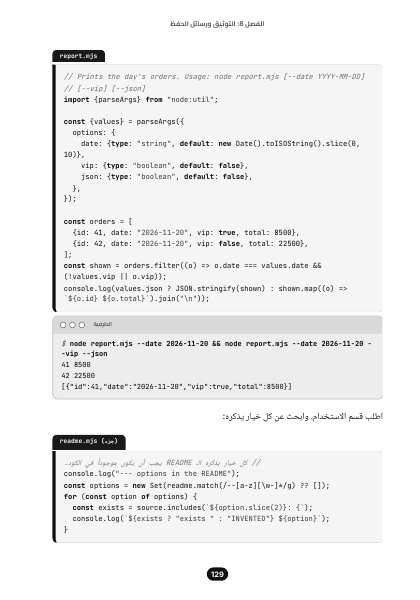 الفصل 8: التوثيق ورسائل الحفظ
report.mjs
// Prints the day's orders. Usage: node report.mjs [--date YYYY-MM-DD]
// [--vip] [--json]
import {parseArgs} from "node:util";
const {values} = parseArgs({
options: {
date: {type: "string", default: new Date().toISOString().slice(0,
10)},
vip: {type: "boolean", default: false},
json: {type: "boolean", default: false},
},
});
const orders = [
{id: 41, date: "2026-11-20", vip: true, total: 8500},
{id: 42, date: "2026-11-20", vip: false, total: 22500},
];
const shown = orders.filter((o) => o.date === values.date &&
(!values.vip || o.vip));
console.log(values.json ? JSON.stringify(shown) : shown.map((o) =>
`${o.id} ${o.total}`).join("\n"));
الطرفية
$ node report.mjs --date 2026-11-20 && node report.mjs --date 2026-11-20 -
-vip --json
41 8500
42 22500
[{"id":41,"date":"2026-11-20","vip":true,"total":8500}]
اطلب قسم الاستخدام، وابحث عن كل خيار يذكره:
readme.mjs (جزء)
// كل خيار يذكره الـ README يجب أن يكون موجوداً في الكود.
console.log("--- options in the README");
const options = new Set(readme.match(/--[a-z][\w-]*/g) ?? []);
for (const option of options) {
const exists = source.includes(`${option.slice(2)}: {`);
console.log(`${exists ? "exists " : "INVENTED"} ${option}`);
}
129